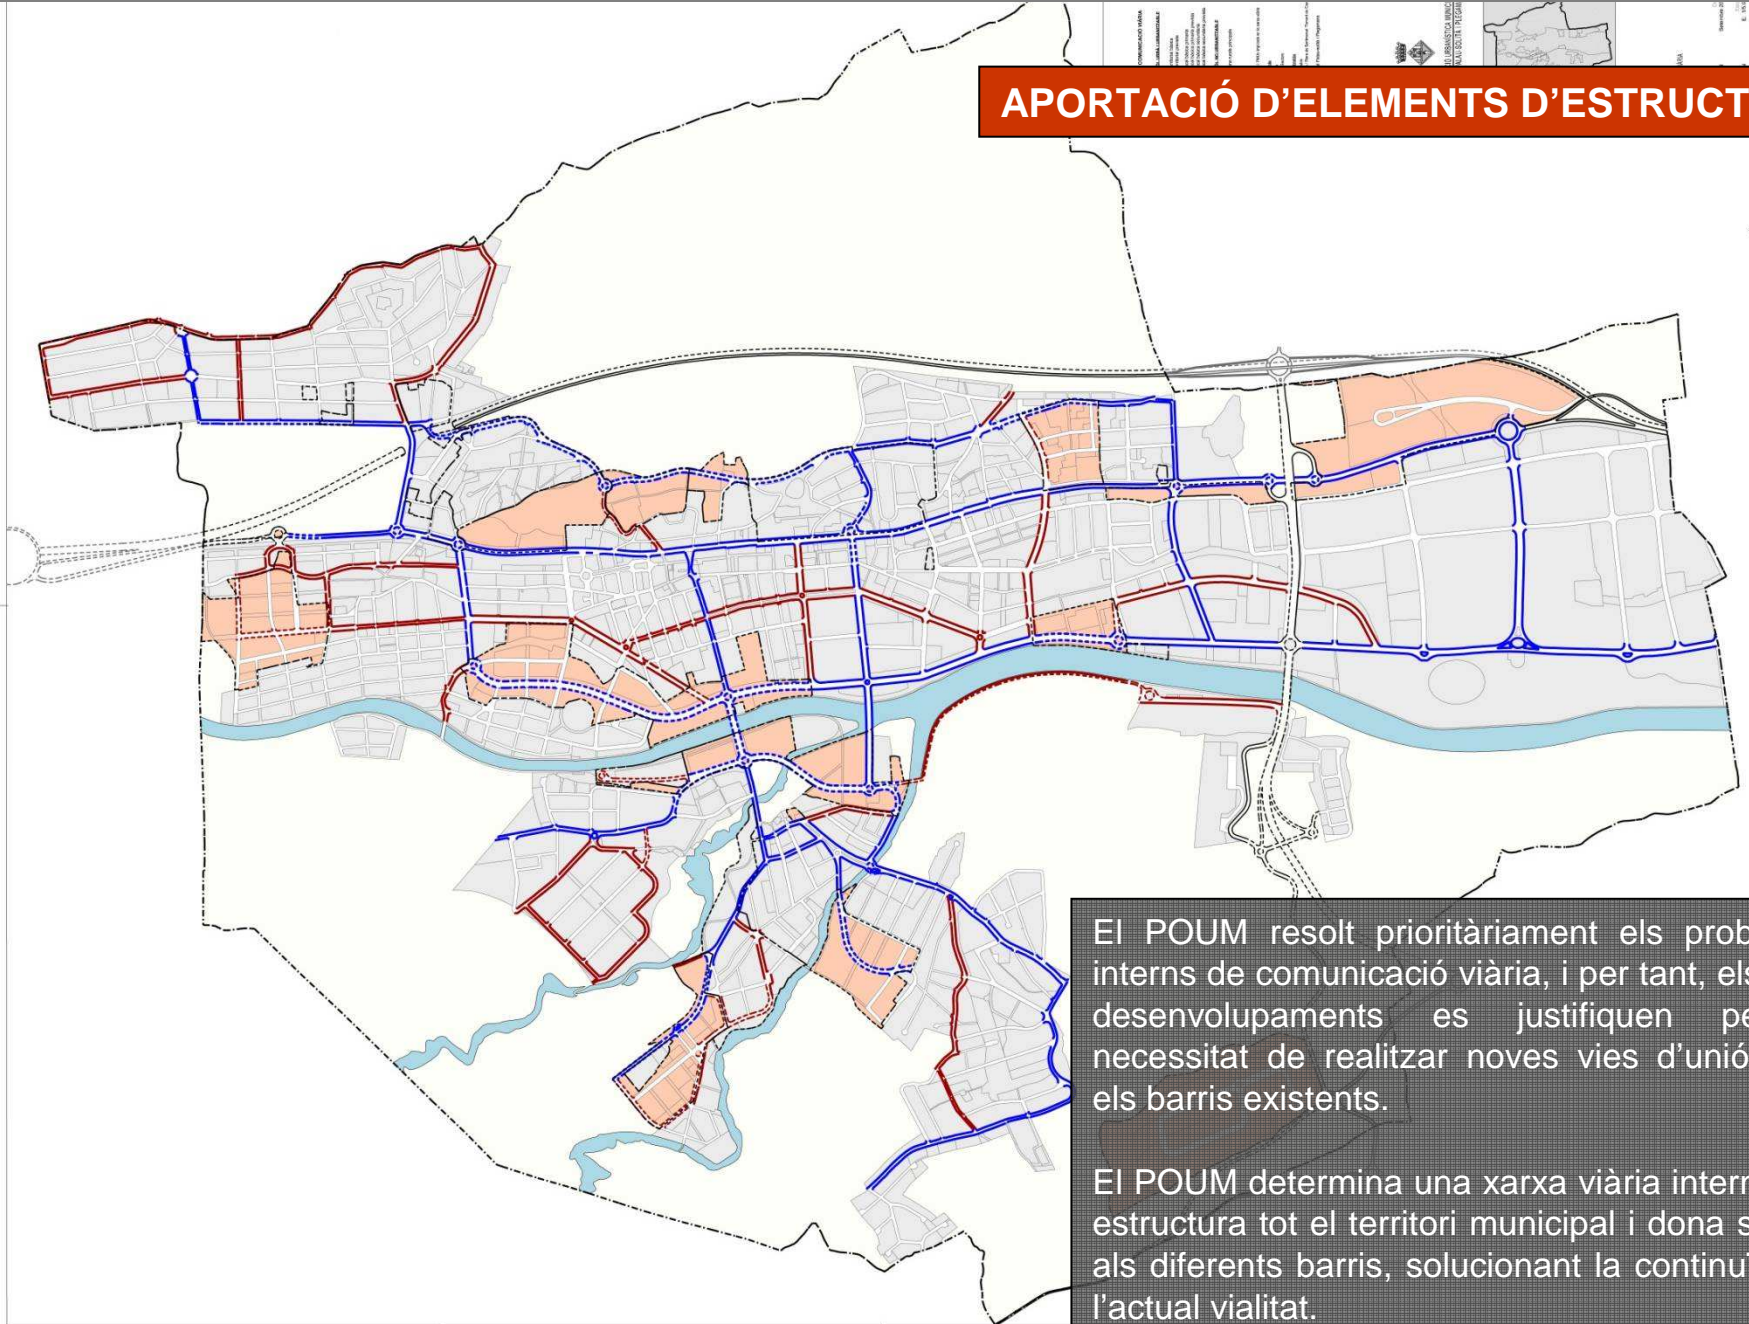 APORTACIÓ D’ELEMENTS D’ESTRUCT
El POUM resolt prioritàriament els prob
interns de comunicació viària, i per tant, els
desenvolupaments es justifiquen pe
necessitat de realitzar noves vies d’unió
els barris existents.
El POUM determina una xarxa viària intern
estructura tot el territori municipal i dona s
als diferents barris, solucionant la continu
l’actual vialitat.